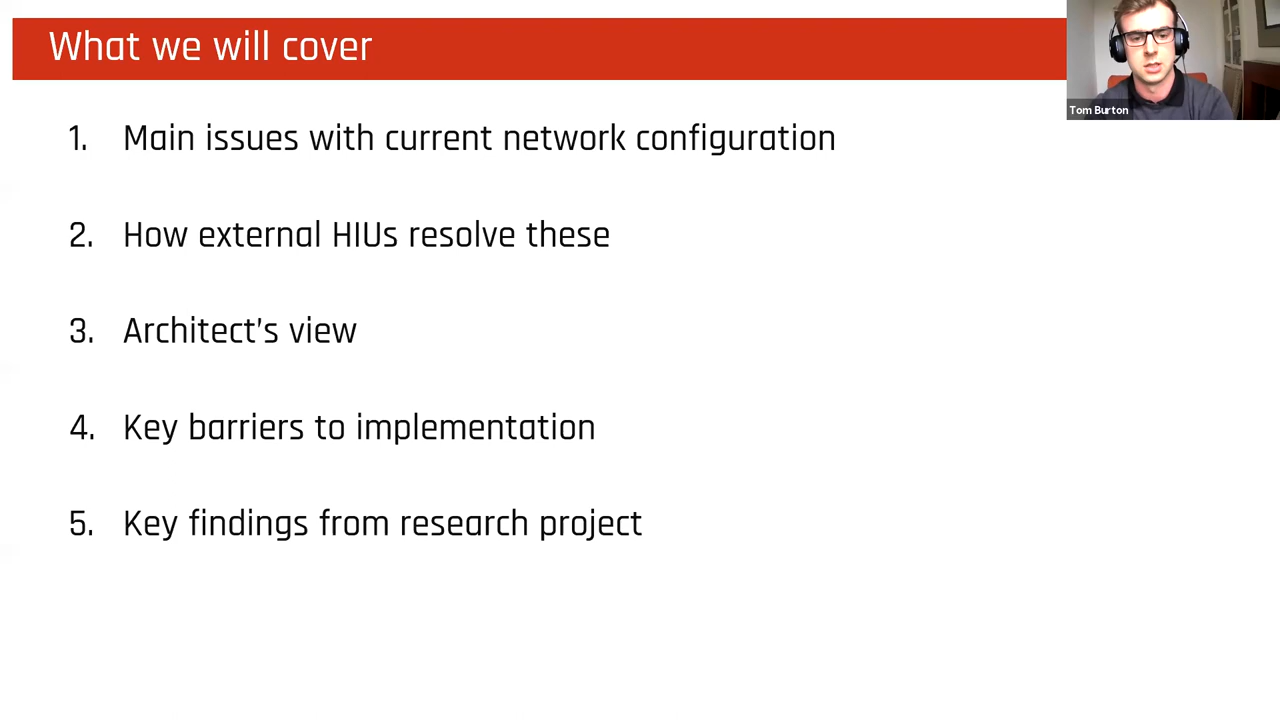 What we will cover
Tom Burton
1. Main issues with current network configuration
2. How external HIUs resolve these
3. Architect's view
4. Key barriers to implementation
5. Key findings from research project